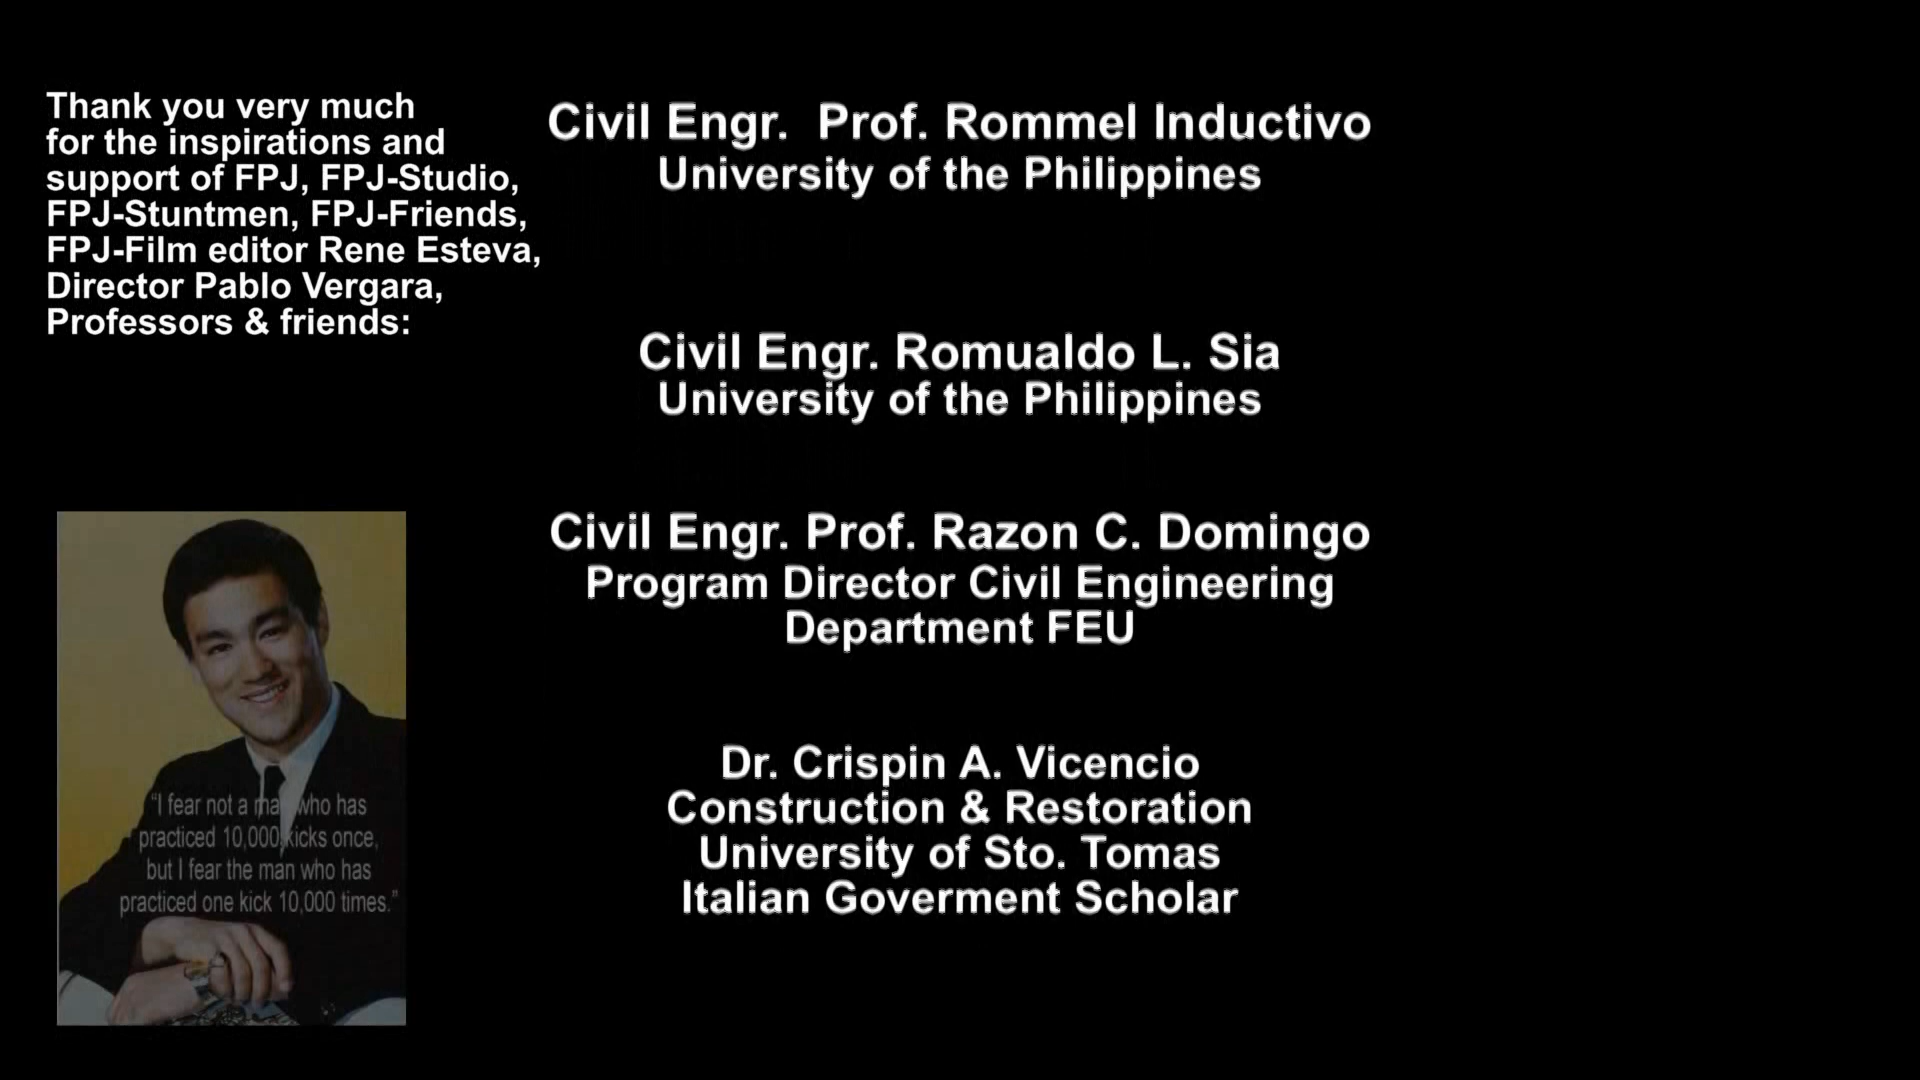 Thank you very much
for the inspirations and
support of FPJ, FPJ-Studio,
FPJ-Stuntmen, FPJ-Friends,
FPJ-Film editor Rene Esteva,
Director Pablo Vergara,
Professors & friends:
Civil Engr. Prof. Rommel Inductivo
University of the Philippines
Civil Engr. Romualdo L. Sia
University of the Philippines
Civil Engr. Prof. Razon C. Domingo
Program Director Civil Engineering
Department FEU
Dr. Crispin A. Vicencio
Construction & Restoration
University of Sto. Tomas
Italian Goverment Scholar
“I fear not a man who has
practiced 10,000 kicks once,
but I fear the man who has
practiced one kick 10,000 times.”